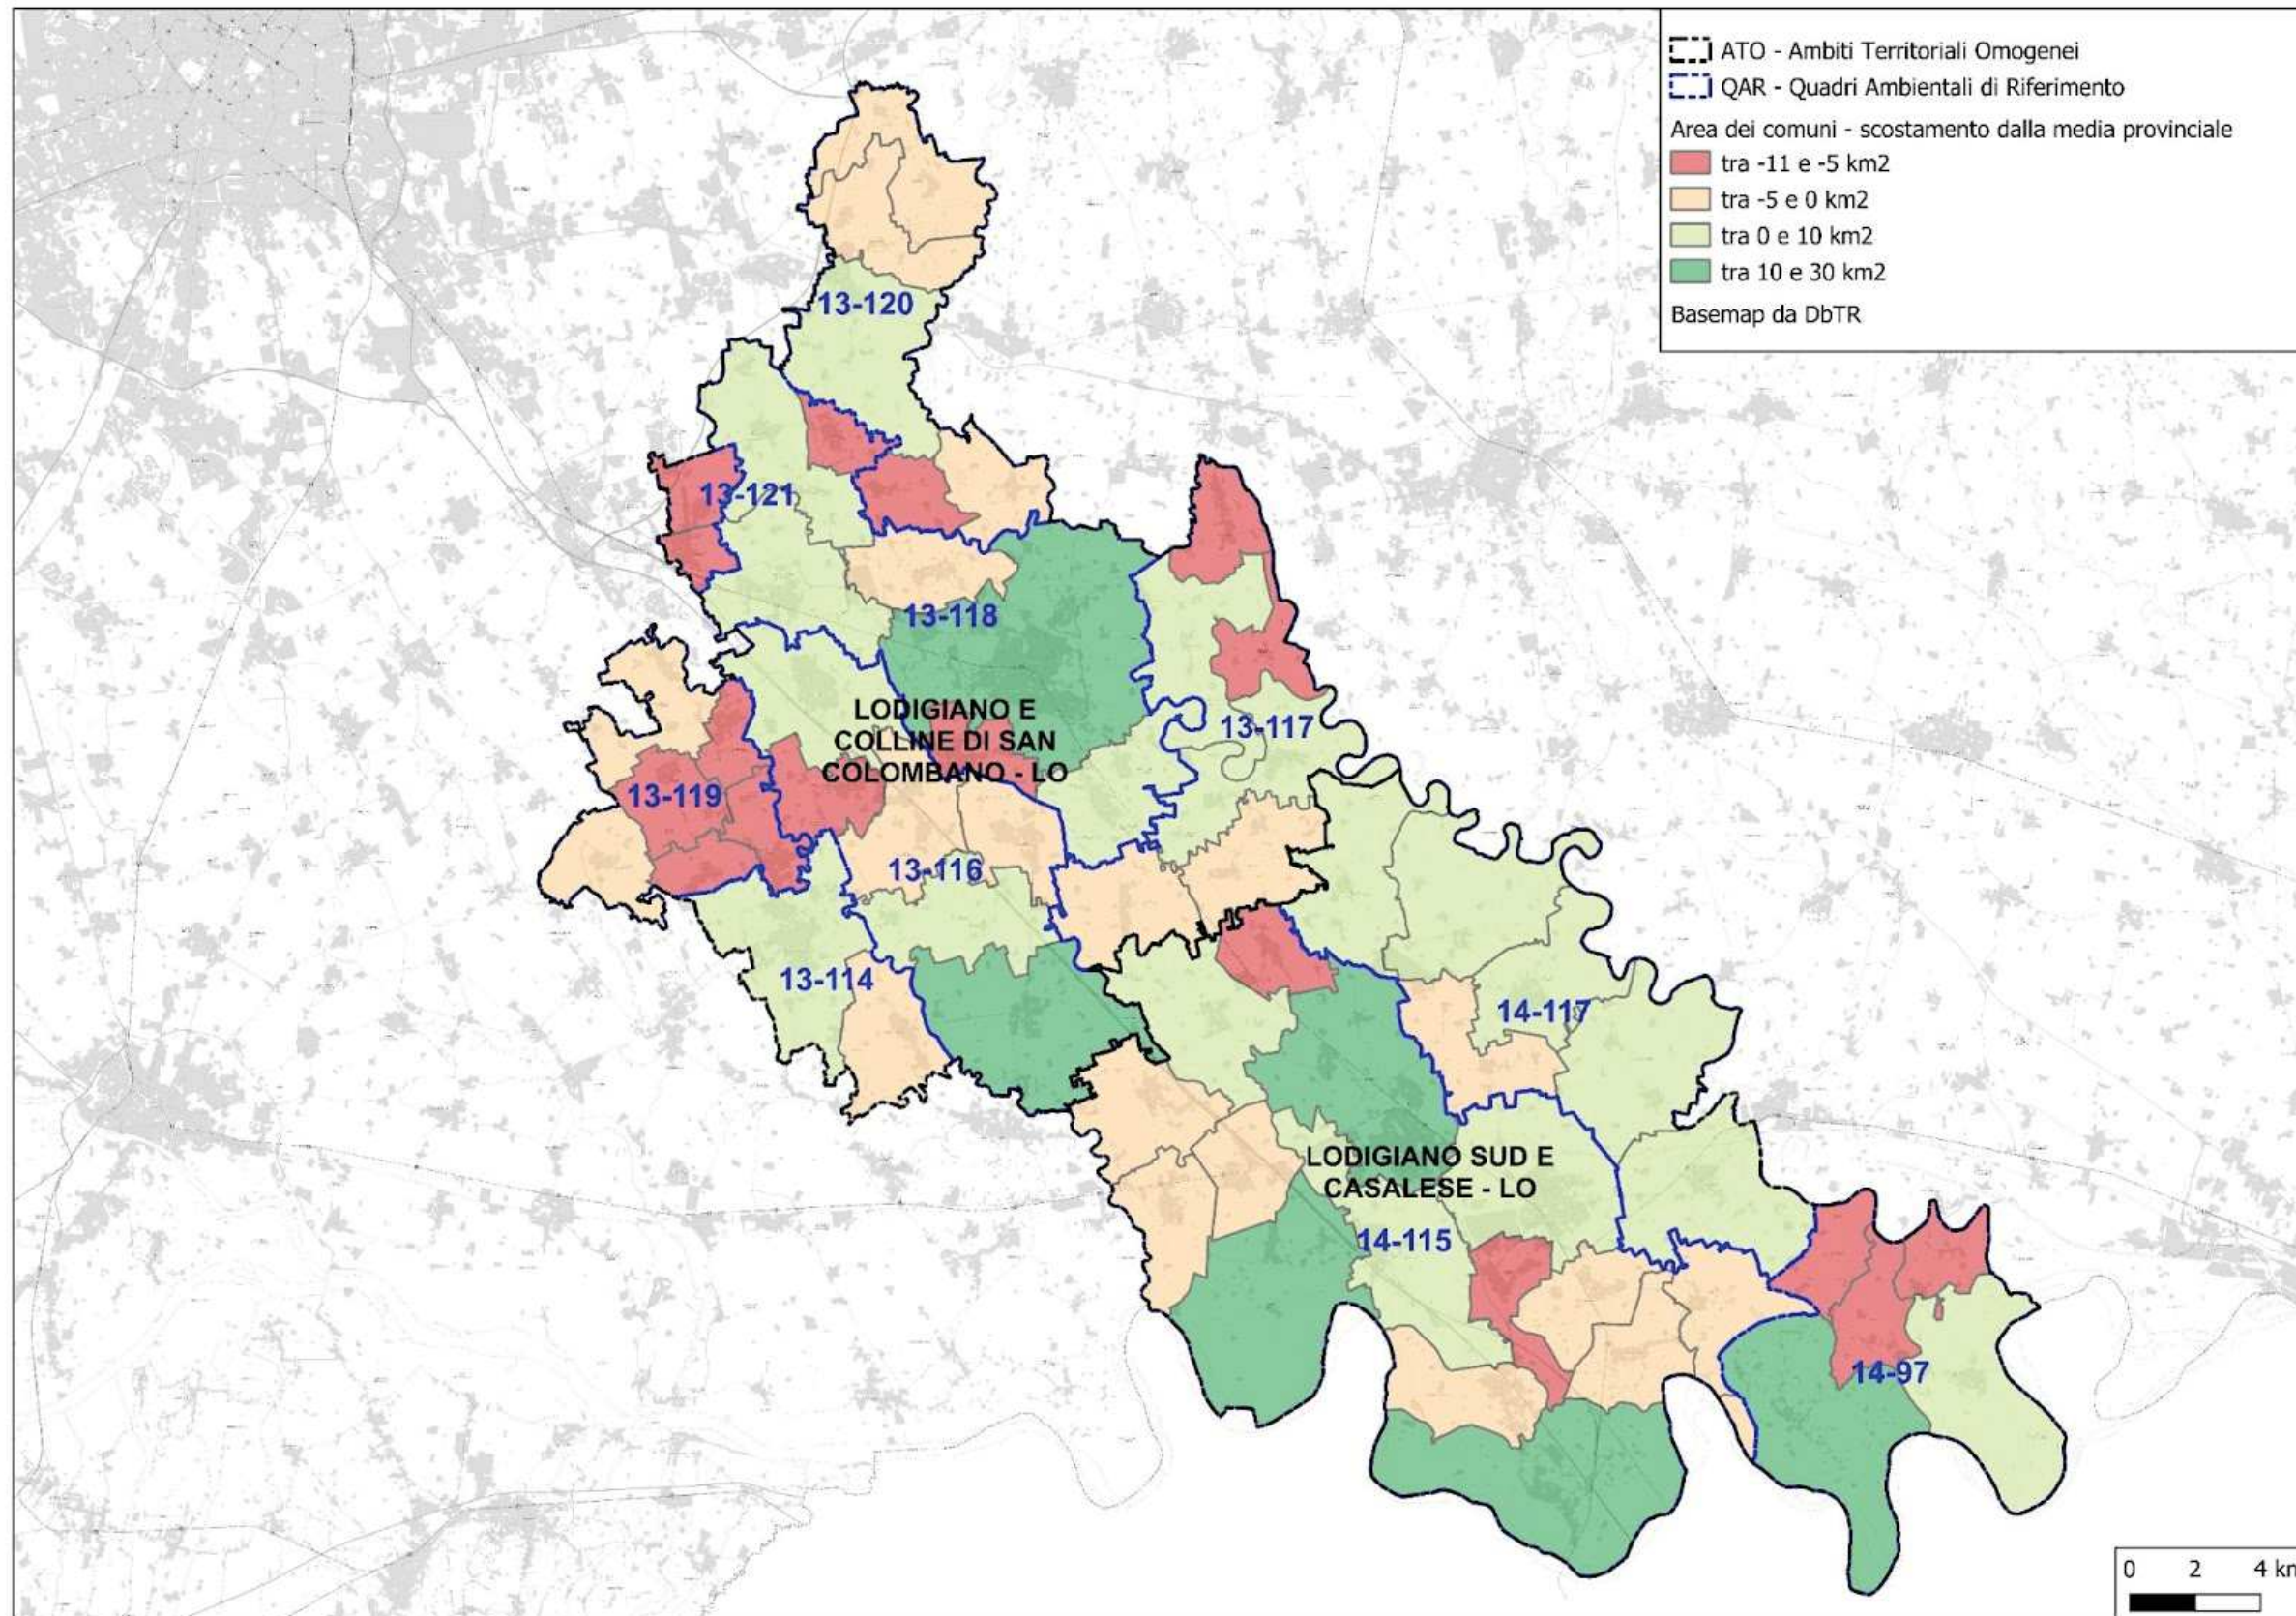 ATO - Ambiti Territoriali Omogenei
QAR - Quadri Ambientali di Riferimento
Area dei comuni - scostamento dalla media provinciale
tra -11 e -5 km2
tra -5 e 0 km2
tra 0 e 10 km2
tra 10 e 30 km2
Basemap da DbTR
13-120
13-121
13-118
LODIGIANO E
COLLINE DI SAN
COLOMBANO - LO
13-117
13-119
13-116
13-114
14-117
LODIGIANO SUD E
CASALESE - LO
14-115
14-97
0 2 4 km